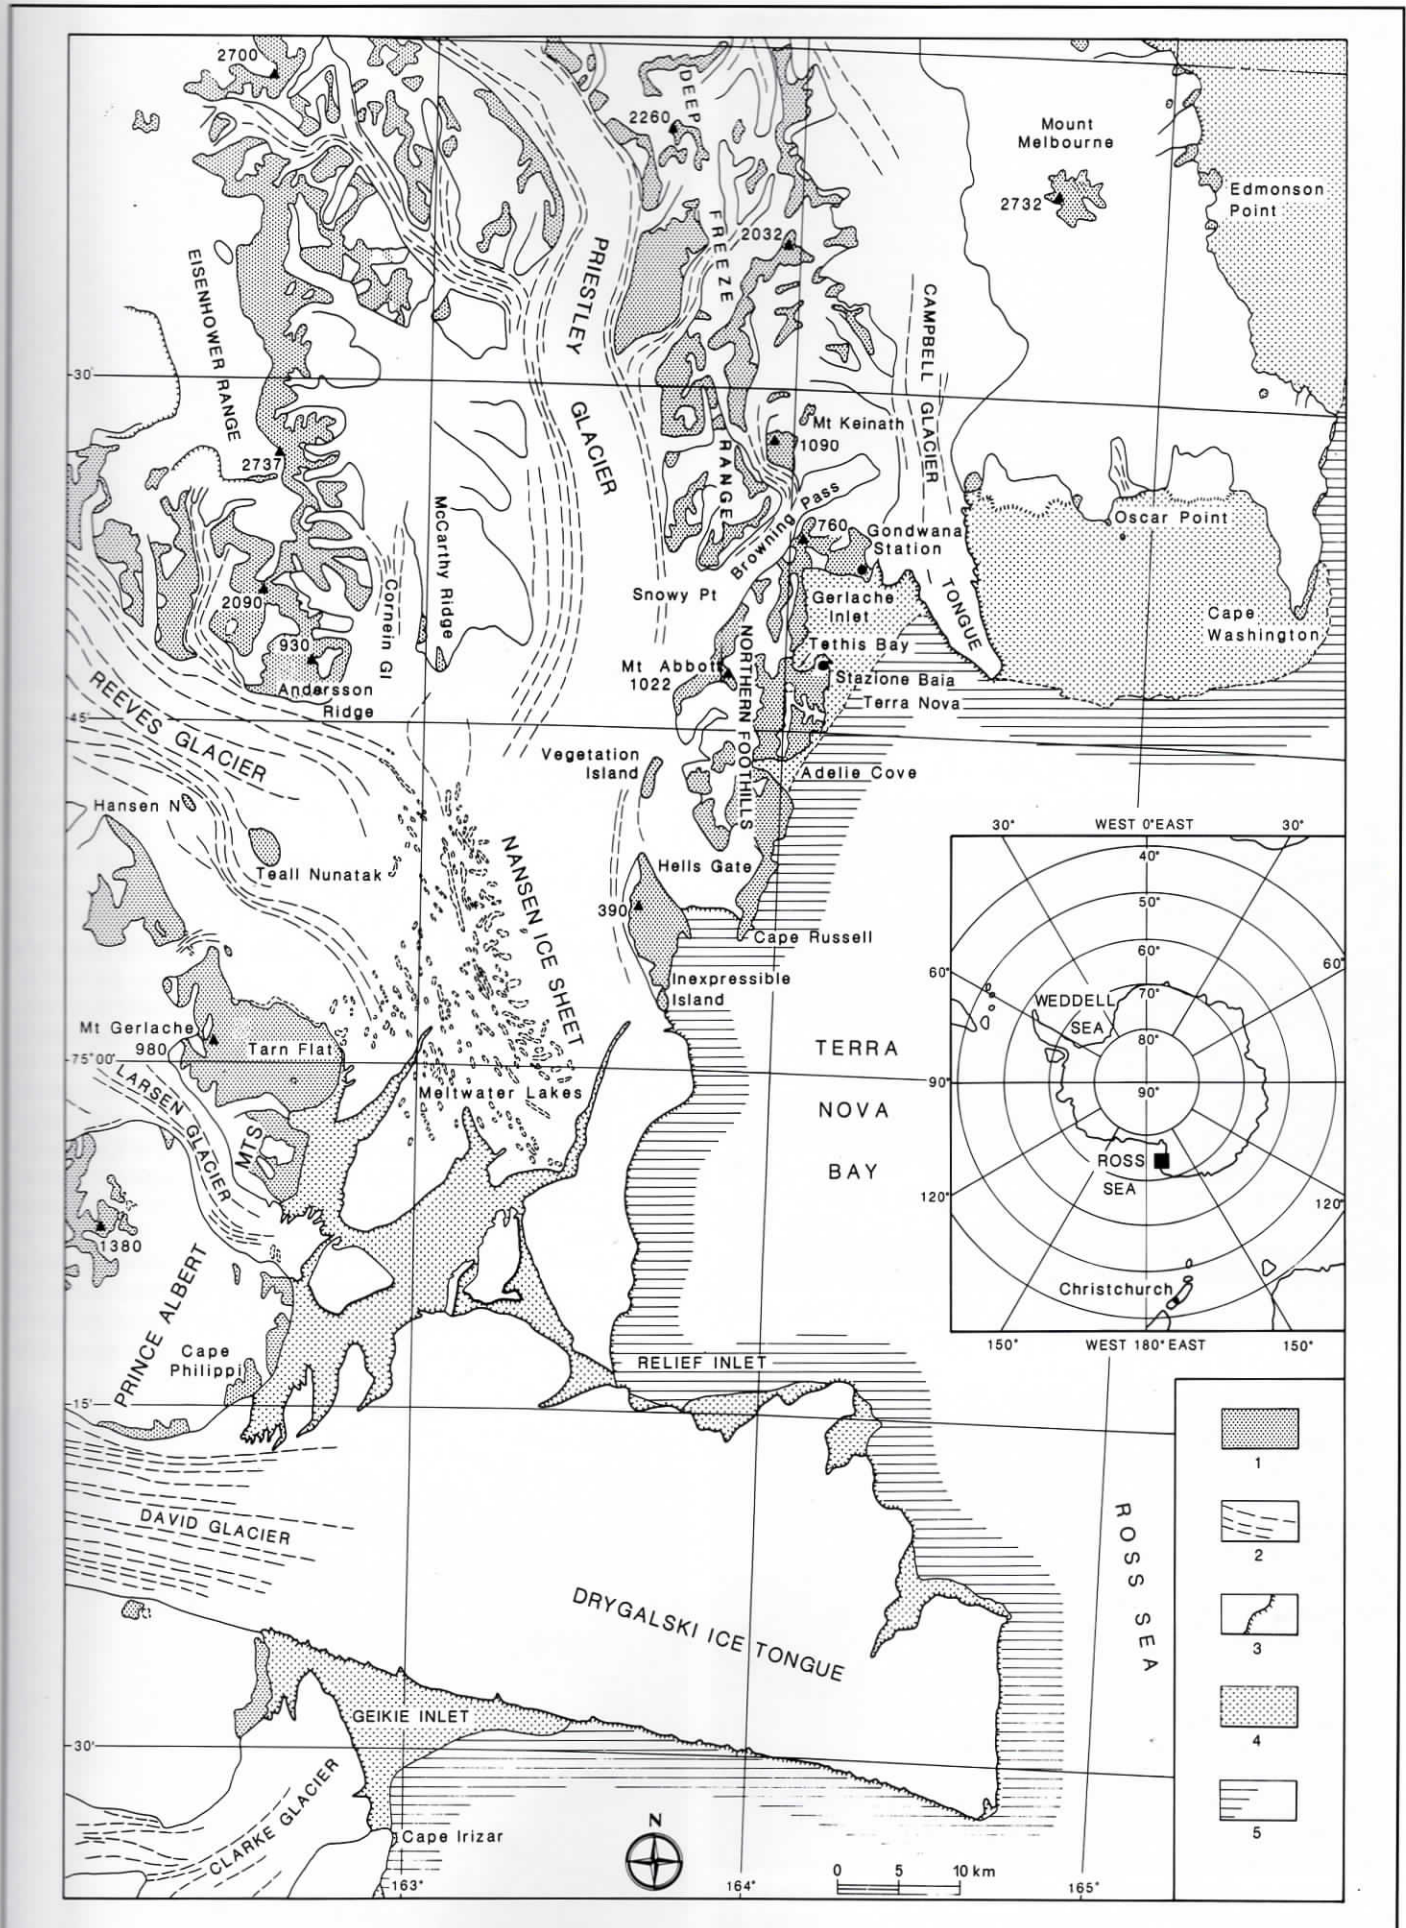 2700
DEEP
2260
Mount
Melbourne
2732
Edmonson
Point
FREEZE
2032
EISENHOWER RANGE
PRIESTLEY
GLACIER
CAMPBELL GLACIER
30'
Mt Keinath
1090
RANGE
2737
McCarthy Ridge
Browning Pass
760
Gondwana
Station
Oscar Point
Cornein Gl
2090
Snowy Pt
Gerlache
Inlet
TONGUE
Cape
Washington
930
Tethis Bay
NORTHERN FOOTHILLS
Mt Abbott
1022
Stazione Baia
Terra Nova
Andersson
Ridge
REEVES GLACIER
45'
Vegetation
Island
Adelie Cove
Hansen N
Teall Nunatak
NANSEN ICE SHEET
Hells Gate
390
Cape Russell
Inexpressible
Island
Mt Gerlache
980
Tarn Flat
75°00'
Meltwater Lakes
LARSEN
GLACIER
MTS
TERRA
NOVA
BAY
1380
PRINCE ALBERT
Cape
Philippi
RELIEF INLET
15'
DAVID GLACIER
DRYGALSKI ICE TONGUE
ROSS SEA
GEIKIE INLET
30'
CLARKE GLACIER
Cape Irizar
N
0 5 10 km
163°
164°
165°
30° WEST 0° EAST 30°
40°
50°
60°
60°
60°
70°
WEDDELL
SEA
80°
90°
90°
90°
ROSS
SEA
120°
120°
Christchurch
150° WEST 180° EAST 150°
1
2
3
4
5